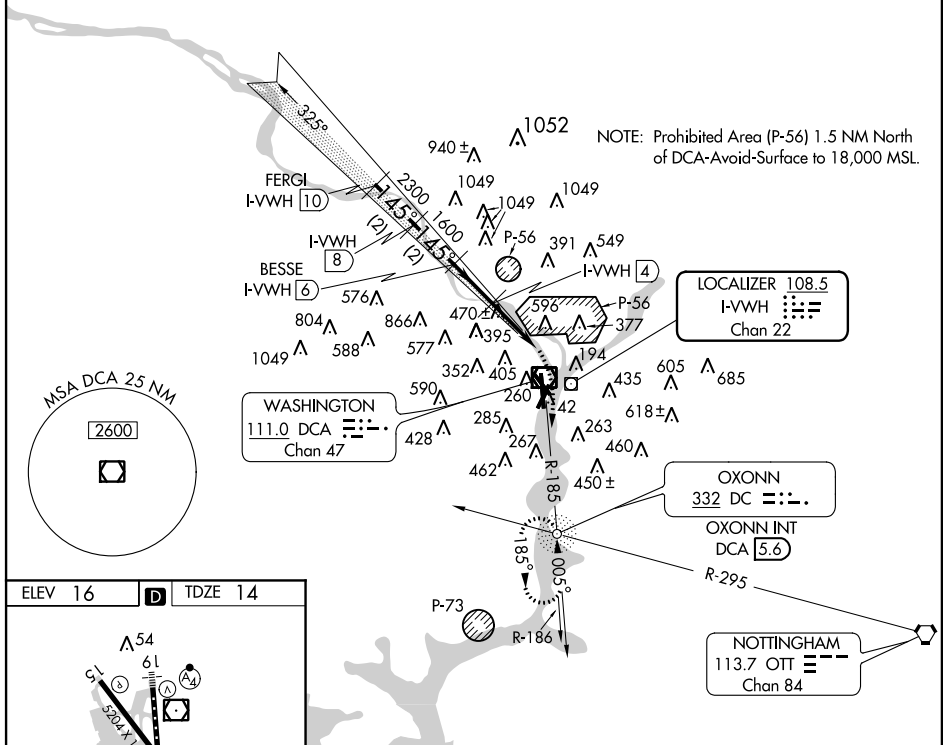 325°
1052
940 ±
NOTE: Prohibited Area (P-56) 1.5 NM North
of DCA-Avoid-Surface to 18,000 MSL.
FERGI
I-VWH 10
2300
1049
1049
1049
145°
1600
(2)
P-56
391
549
I-VWH
8
145°
(2)
I-VWH 4
BESSE
I-VWH 6
LOCALIZER 108.5
I-VWH
Chan 22
576
596
P-56
377
470 ±
804
866
395
588
577
1049
194
352
405
605
685
MSA DCA 25 NM
2600
590
260
435
42
618 ±
WASHINGTON
111.0 DCA
Chan 47
428
285
263
267
460
462
450 ±
R-185
OXONN
332 DC
OXONN INT
DCA 5.6
185°
005°
R-295
P-73
R-186
NOTTINGHAM
113.7 OTT
Chan 84
ELEV 16
D
TDZE 14
54
19
15
P
V
A4
5204 X 1